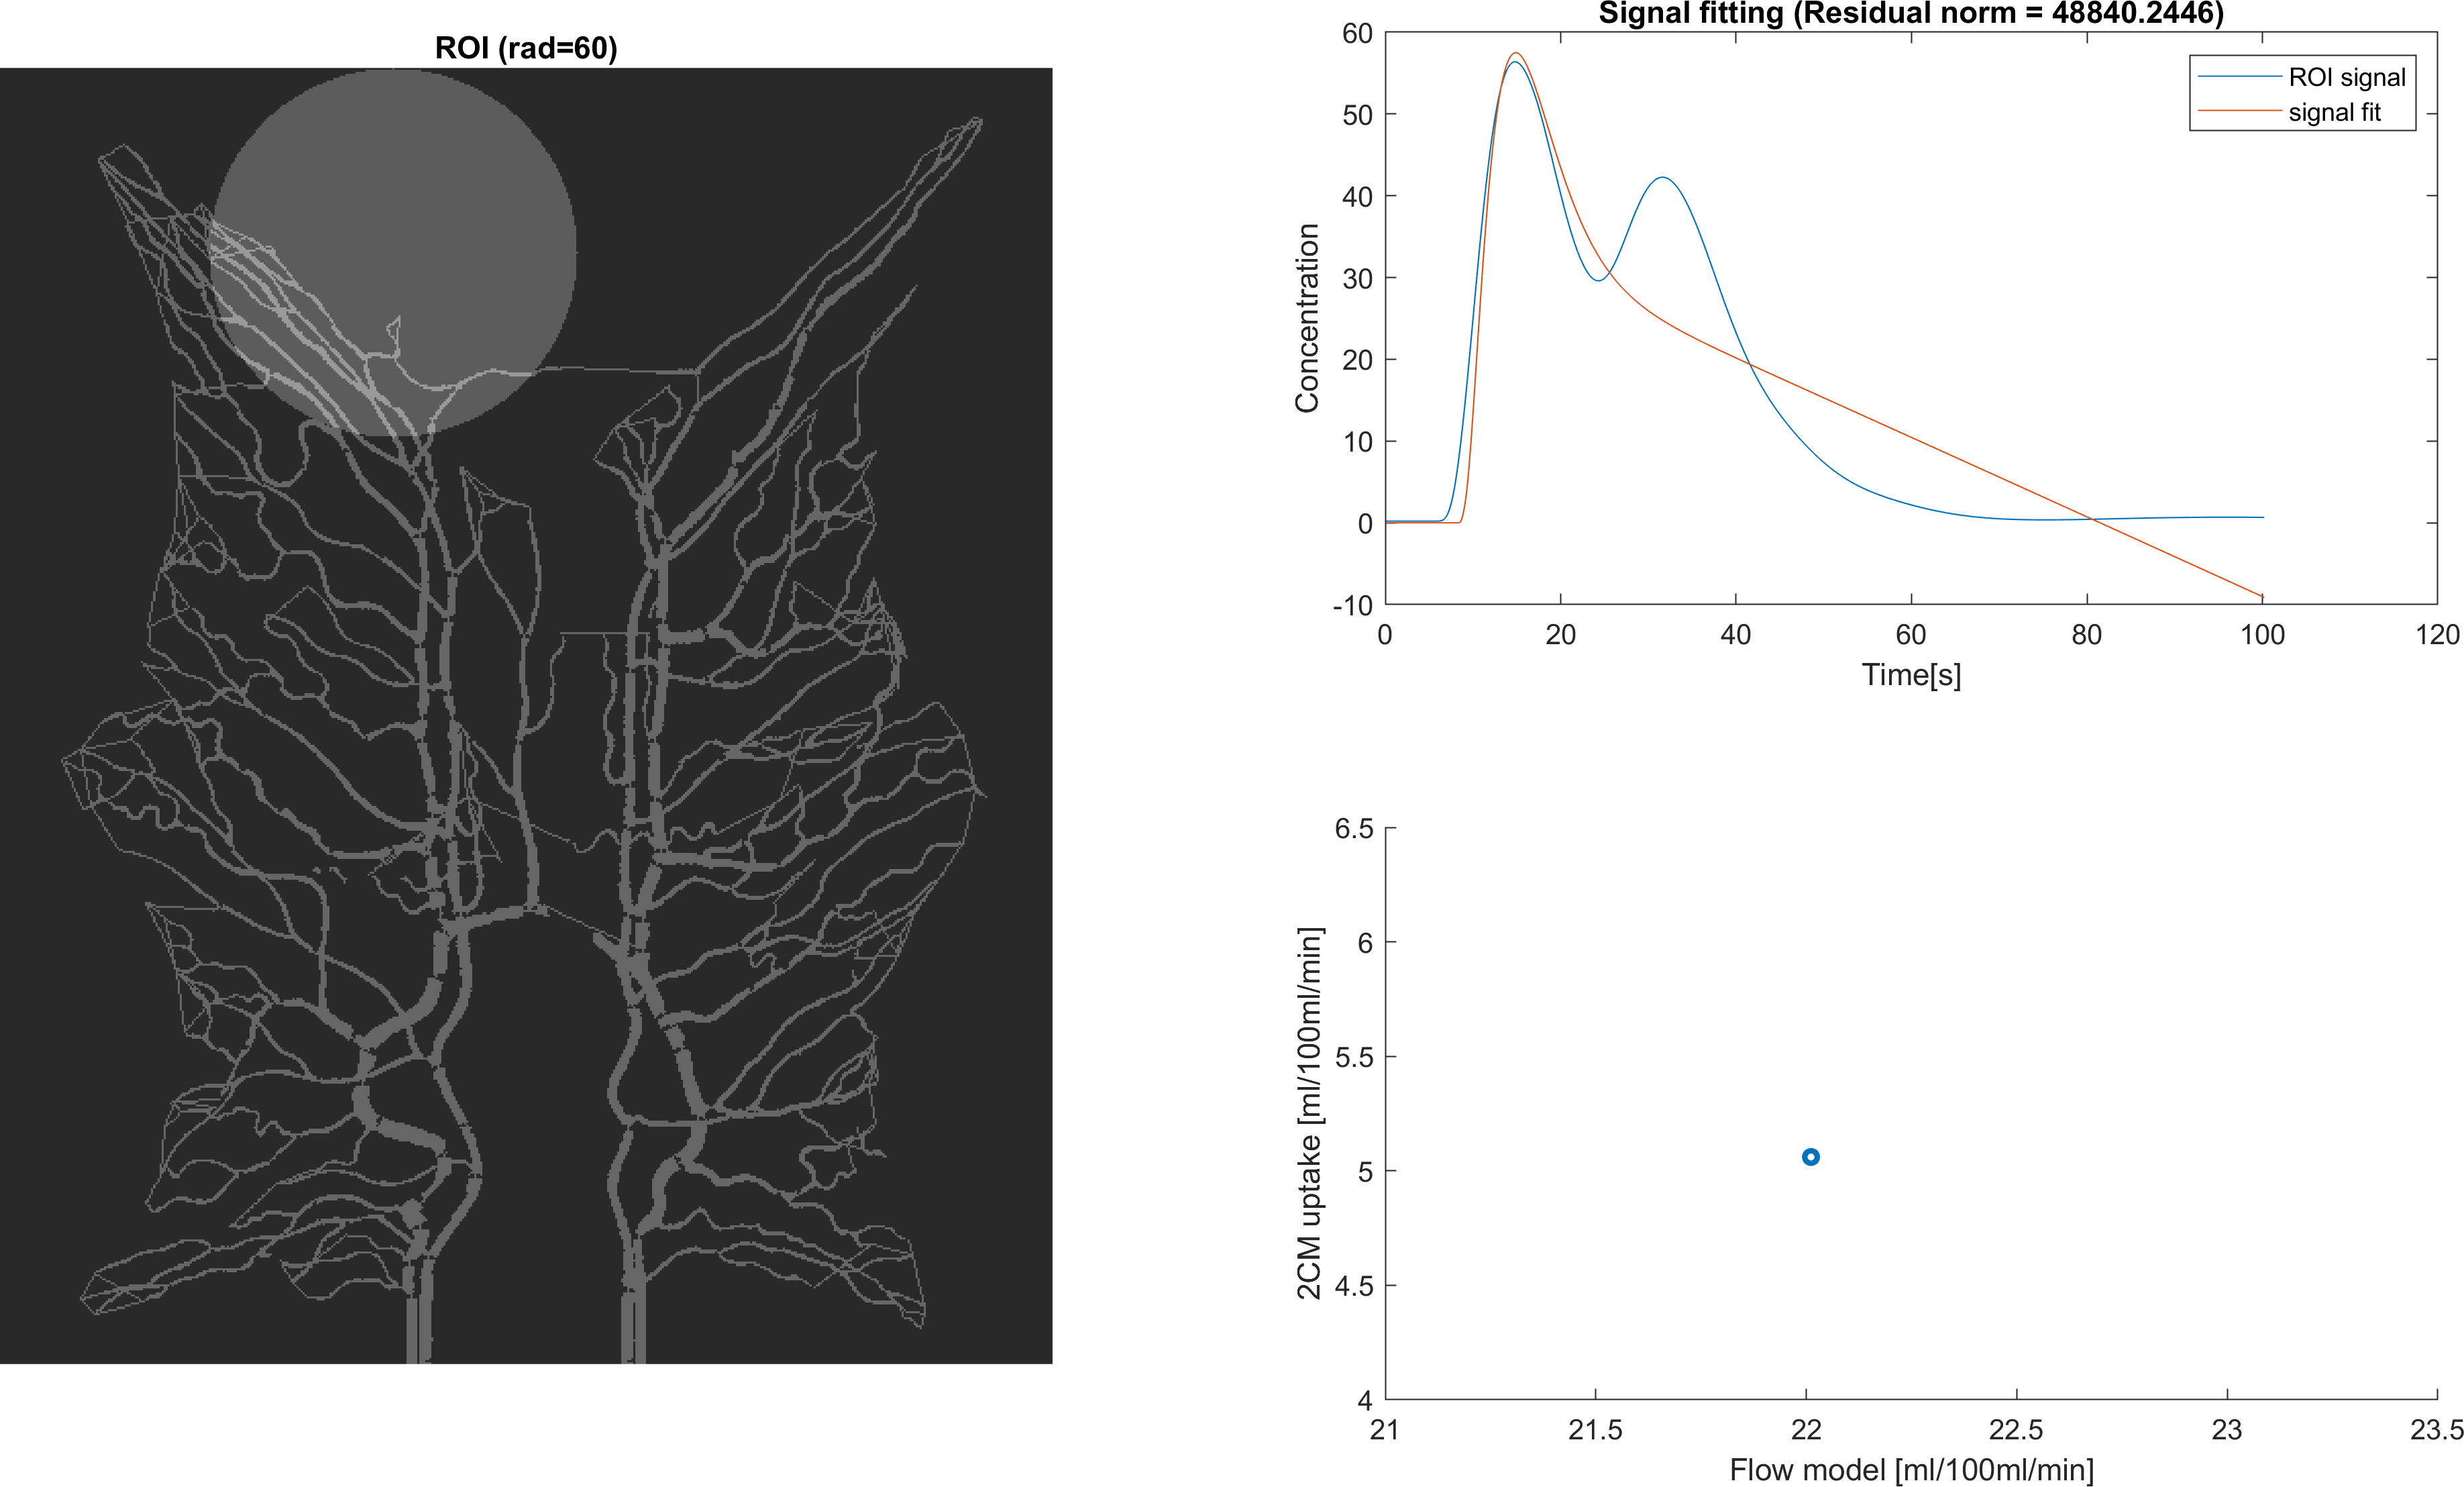 ROI (rad=60)
Signal fitting (Residual norm = 48840.2446)
60
50
40
30
20
10
0
-10
Concentration
ROI signal
signal fit
0 20 40 60 80 100 120
Time[s]
6.5
6
5.5
5
4.5
4
2CM uptake [ml/100ml/min]
21 21.5 22 22.5 23 23.5
Flow model [ml/100ml/min]